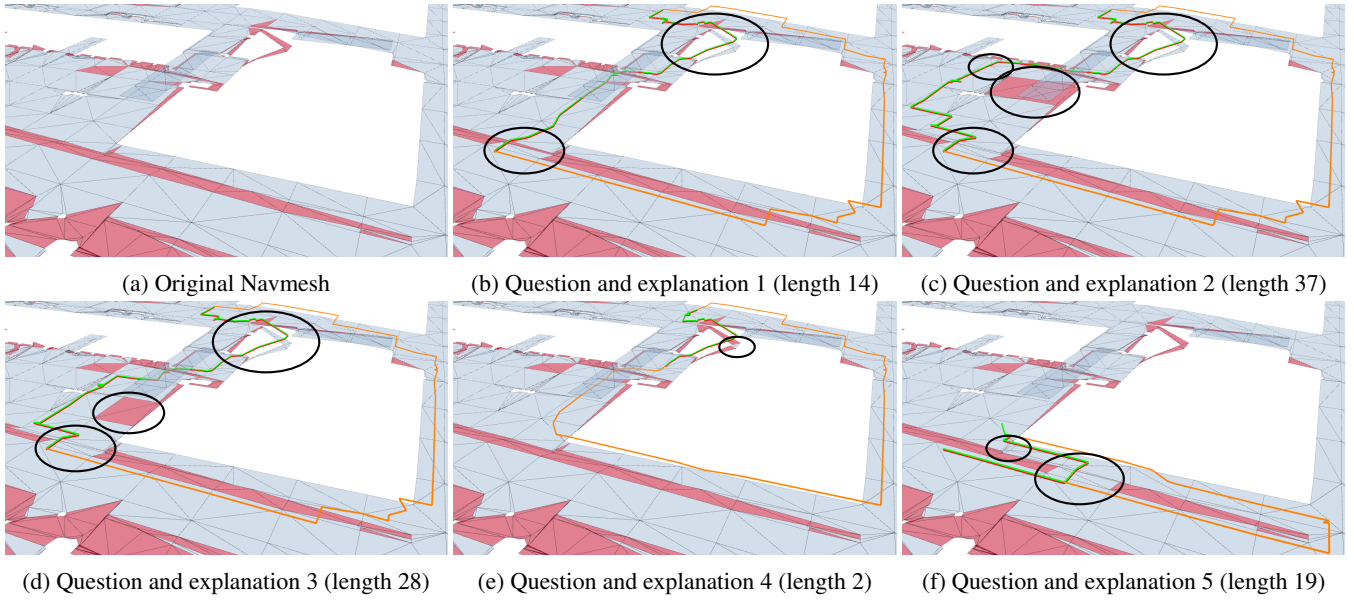 (a) Original Navmesh
(b) Question and explanation 1 (length 14)
(c) Question and explanation 2 (length 37)
(d) Question and explanation 3 (length 28)
(e) Question and explanation 4 (length 2)
(f) Question and explanation 5 (length 19)